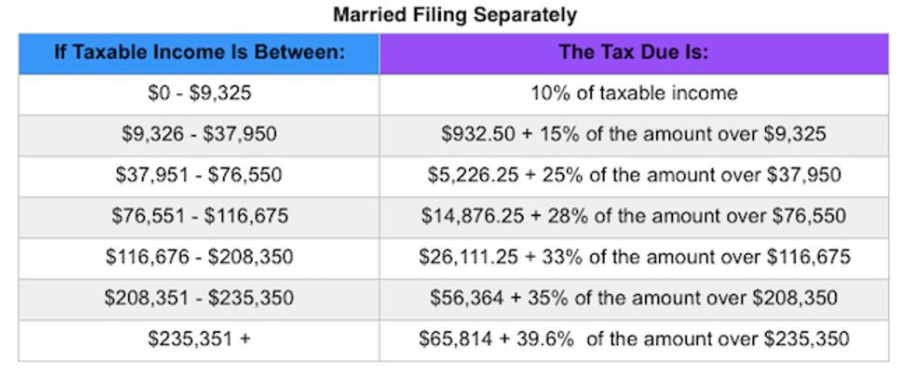 Married Filing Separately
If Taxable Income Is Between: The Tax Due Is:
$0 - $9,325 10% of taxable income
$9,326 - $37,950 $932.50 + 15% of the amount over $9,325
$37,951 - $76,550 $5,226.25 + 25% of the amount over $37,950
$76,551 - $116,675 $14,876.25 + 28% of the amount over $76,550
$116,676 - $208,350 $26,111.25 + 33% of the amount over $116,675
$208,351 - $235,350 $56,364 + 35% of the amount over $208,350
$235,351 + $65,814 + 39.6% of the amount over $235,350